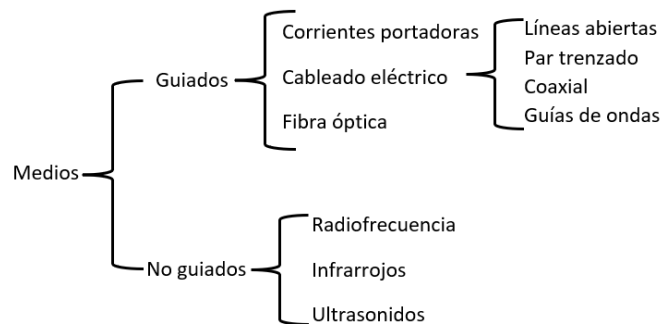 Medios
Guiados
Corrientes portadoras
Cableado eléctrico
Líneas abiertas
Par trenzado
Coaxial
Guías de ondas
Fibra óptica
No guiados
Radiofrecuencia
Infrarrojos
Ultrasonidos